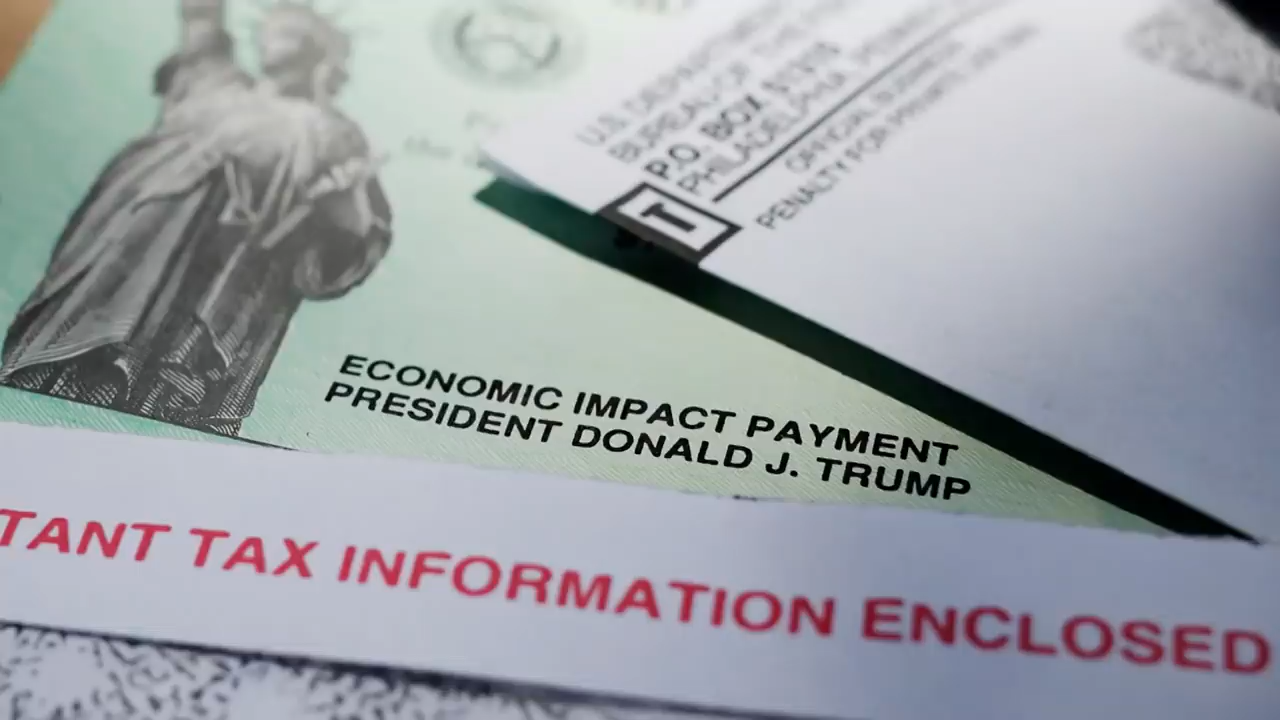 U.S. DEPARTMENT
BUREAU OF THE
P.O. BOX
PHILADELPHIA,
OFFICIAL BUSINESS
PENALTY FOR PRIVATE
T
ECONOMIC IMPACT PAYMENT
PRESIDENT DONALD J. TRUMP
TANT TAX INFORMATION ENCLOSED